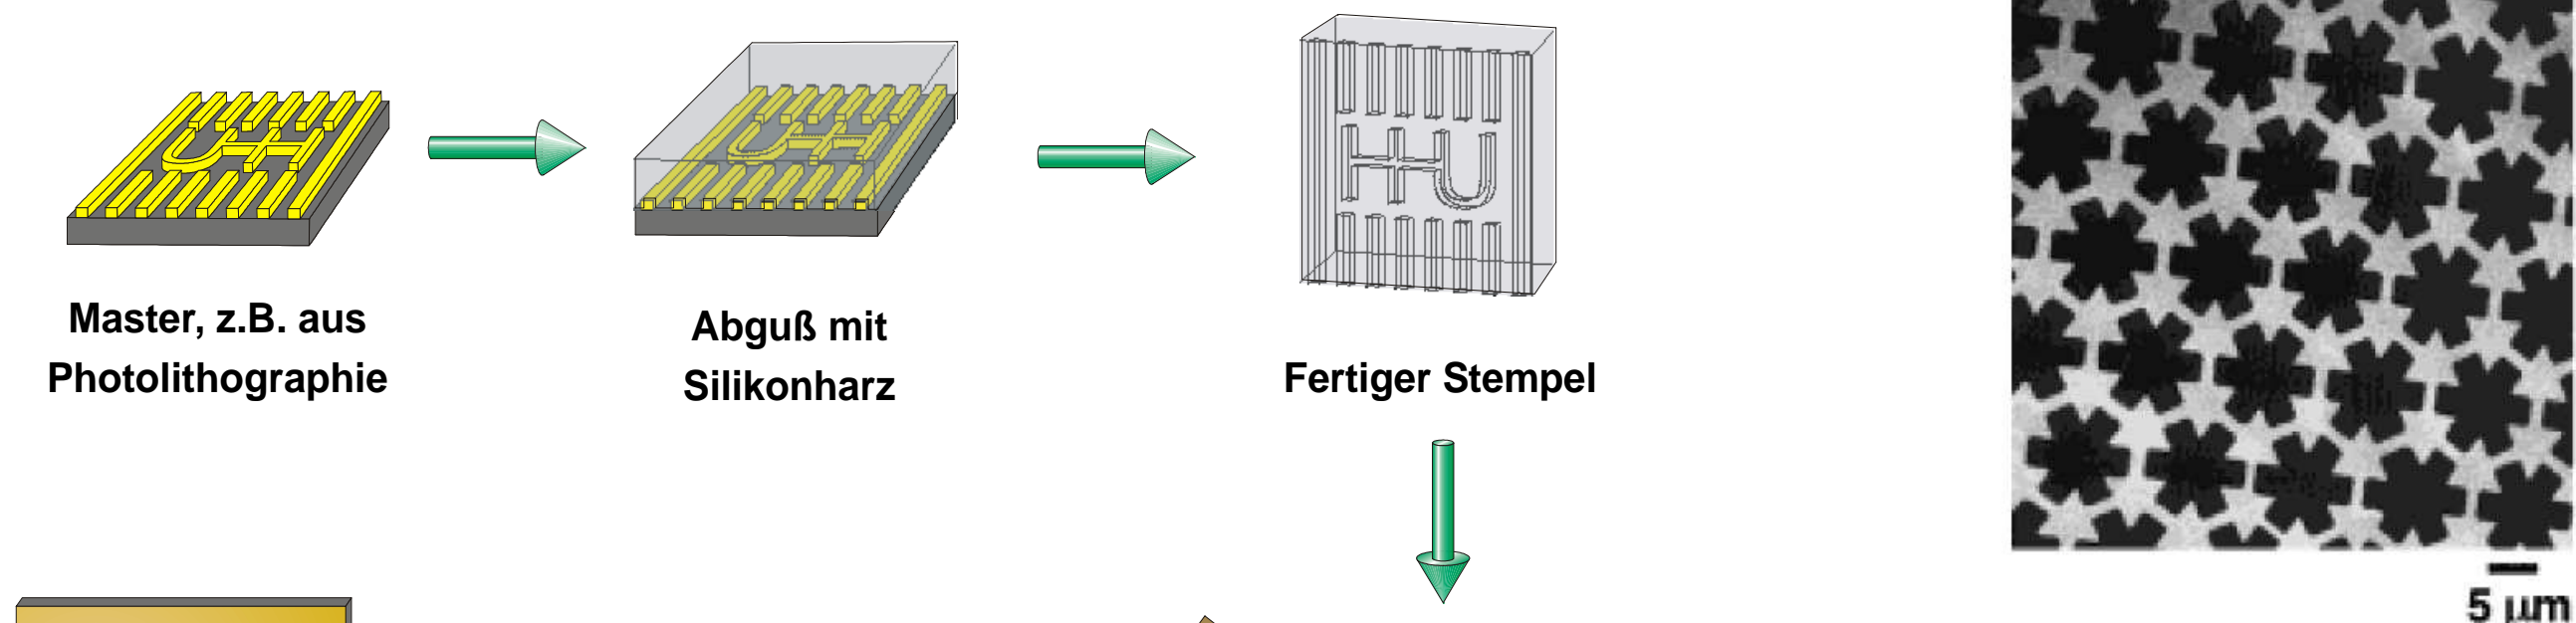 Master, z.B. aus
Photolithographie
Abguß mit
Silikonharz
Fertiger Stempel
5 µm